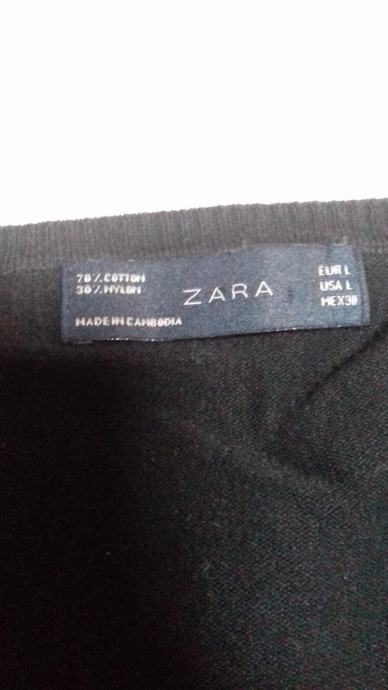 70% COTTON
30% NYLON
MADE IN CAMBODIA
ZARA
EUR L
USA L
MEX 30